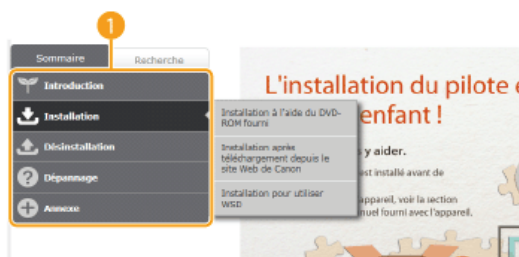 1
Sommaire
Recherche
Introduction
Installation
Désinstallation
Dépannage
Annexe
Installation à l'aide du DVD-
ROM fourni
Installation après
téléchargement depuis le
site Web de Canon
Installation pour utiliser
WSD
L'installation du pilote
enfant !
s y aider.
est installé avant de
appareil, voir la section
nuel fourni avec l'appareil.